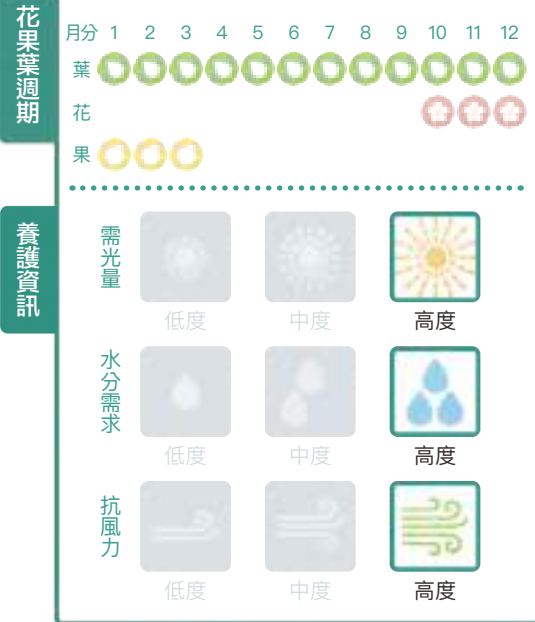 花果葉週期
月分 1 2 3 4 5 6 7 8 9 10 11 12
葉
花
果
養護資訊
需光量
低度 中度 高度
水分需求
低度 中度 高度
抗風力
低度 中度 高度